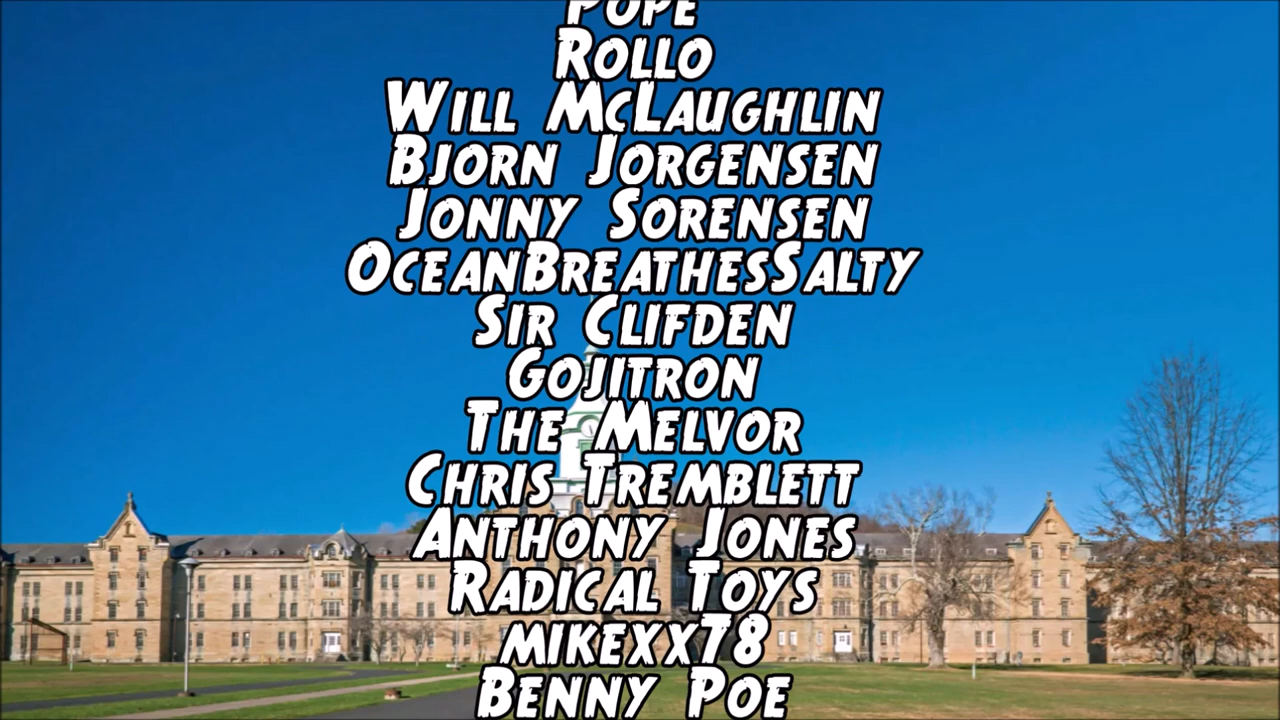 Pope
Rollo
Will McLaughlin
Bjorn Jorgensen
Jonny Sorensen
OceanBreathesSalty
Sir Clifden
Gojitron
The Melvor
Chris Tremblett
Anthony Jones
Radical Toys
mikexx78
Benny Poe